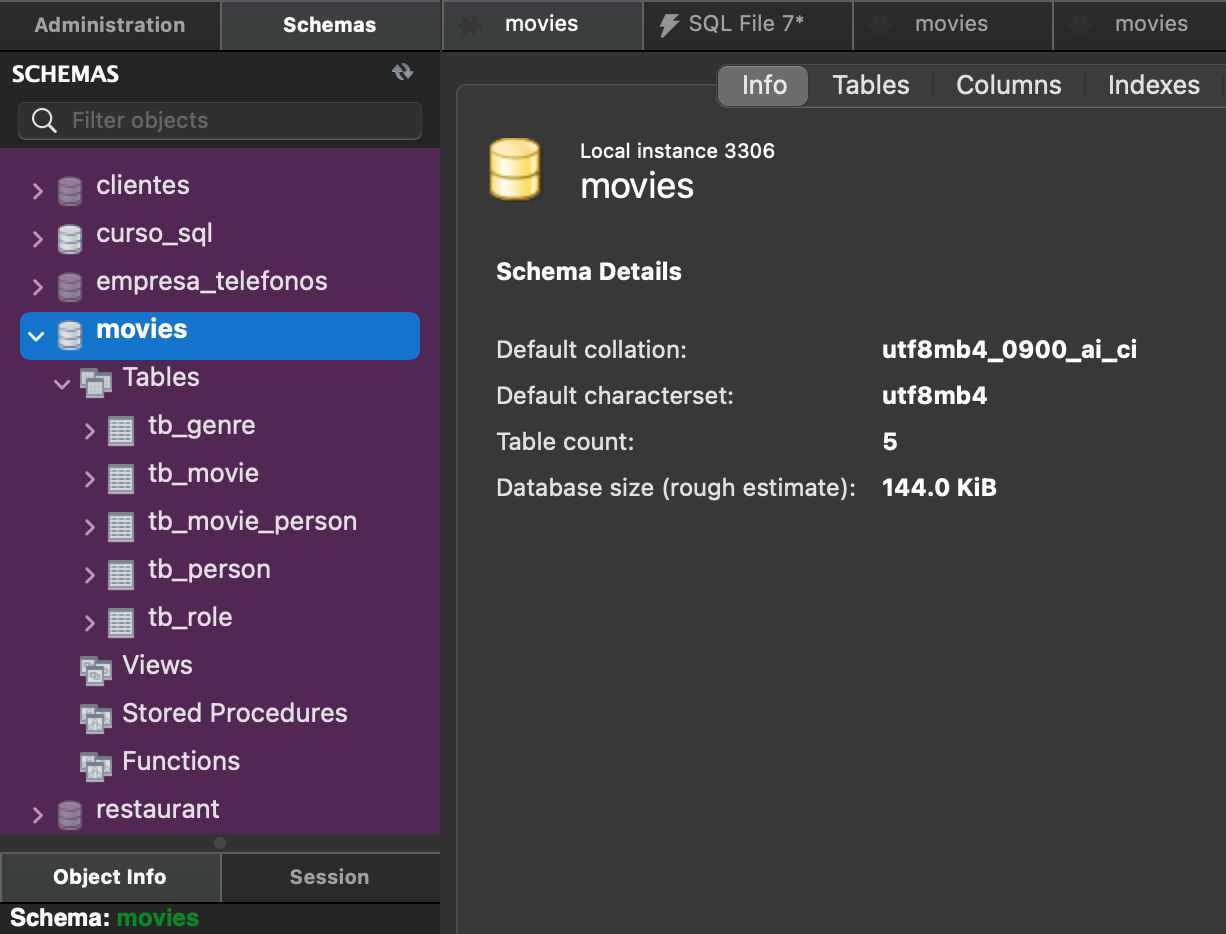 Administration
Schemas
movies
SQL File 7*
movies
movies
SCHEMAS
Filter objects
clientes
curso_sql
empresa_telefonos
movies
Tables
tb_genre
tb_movie
tb_movie_person
tb_person
tb_role
Views
Stored Procedures
Functions
restaurant
Object Info
Session
Schema: movies
Info
Tables
Columns
Indexes
Local instance 3306
movies
Schema Details
Default collation: utf8mb4_0900_ai_ci
Default characterset: utf8mb4
Table count: 5
Database size (rough estimate): 144.0 KiB